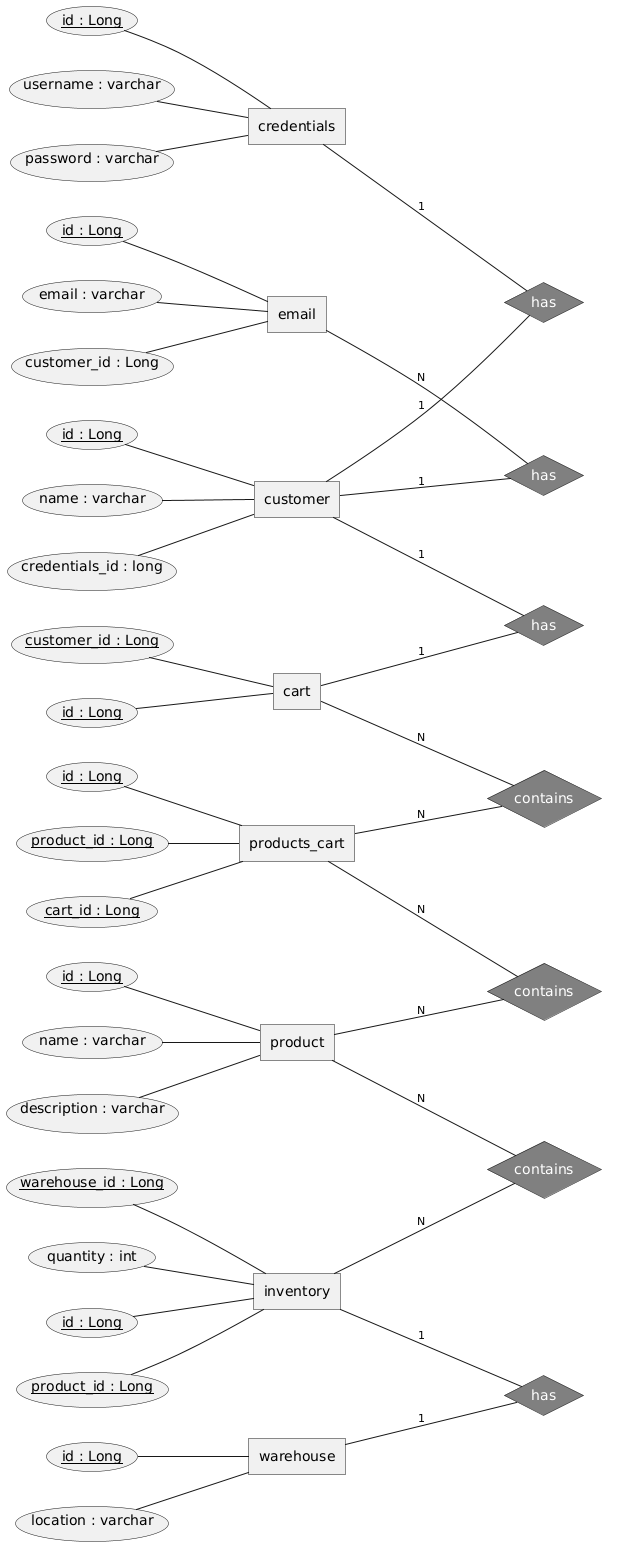 id : Long
username : varchar
credentials
password : varchar
1
id : Long
email : varchar
email
has
customer_id : Long
N
1
id : Long
1
has
name : varchar
customer
credentials_id : long
1
has
customer_id : Long
1
cart
id : Long
N
id : Long
contains
N
product_id : Long
products_cart
cart_id : Long
N
id : Long
contains
N
name : varchar
product
description : varchar
N
contains
warehouse_id : Long
N
quantity : int
inventory
id : Long
1
product_id : Long
has
1
id : Long
warehouse
location : varchar